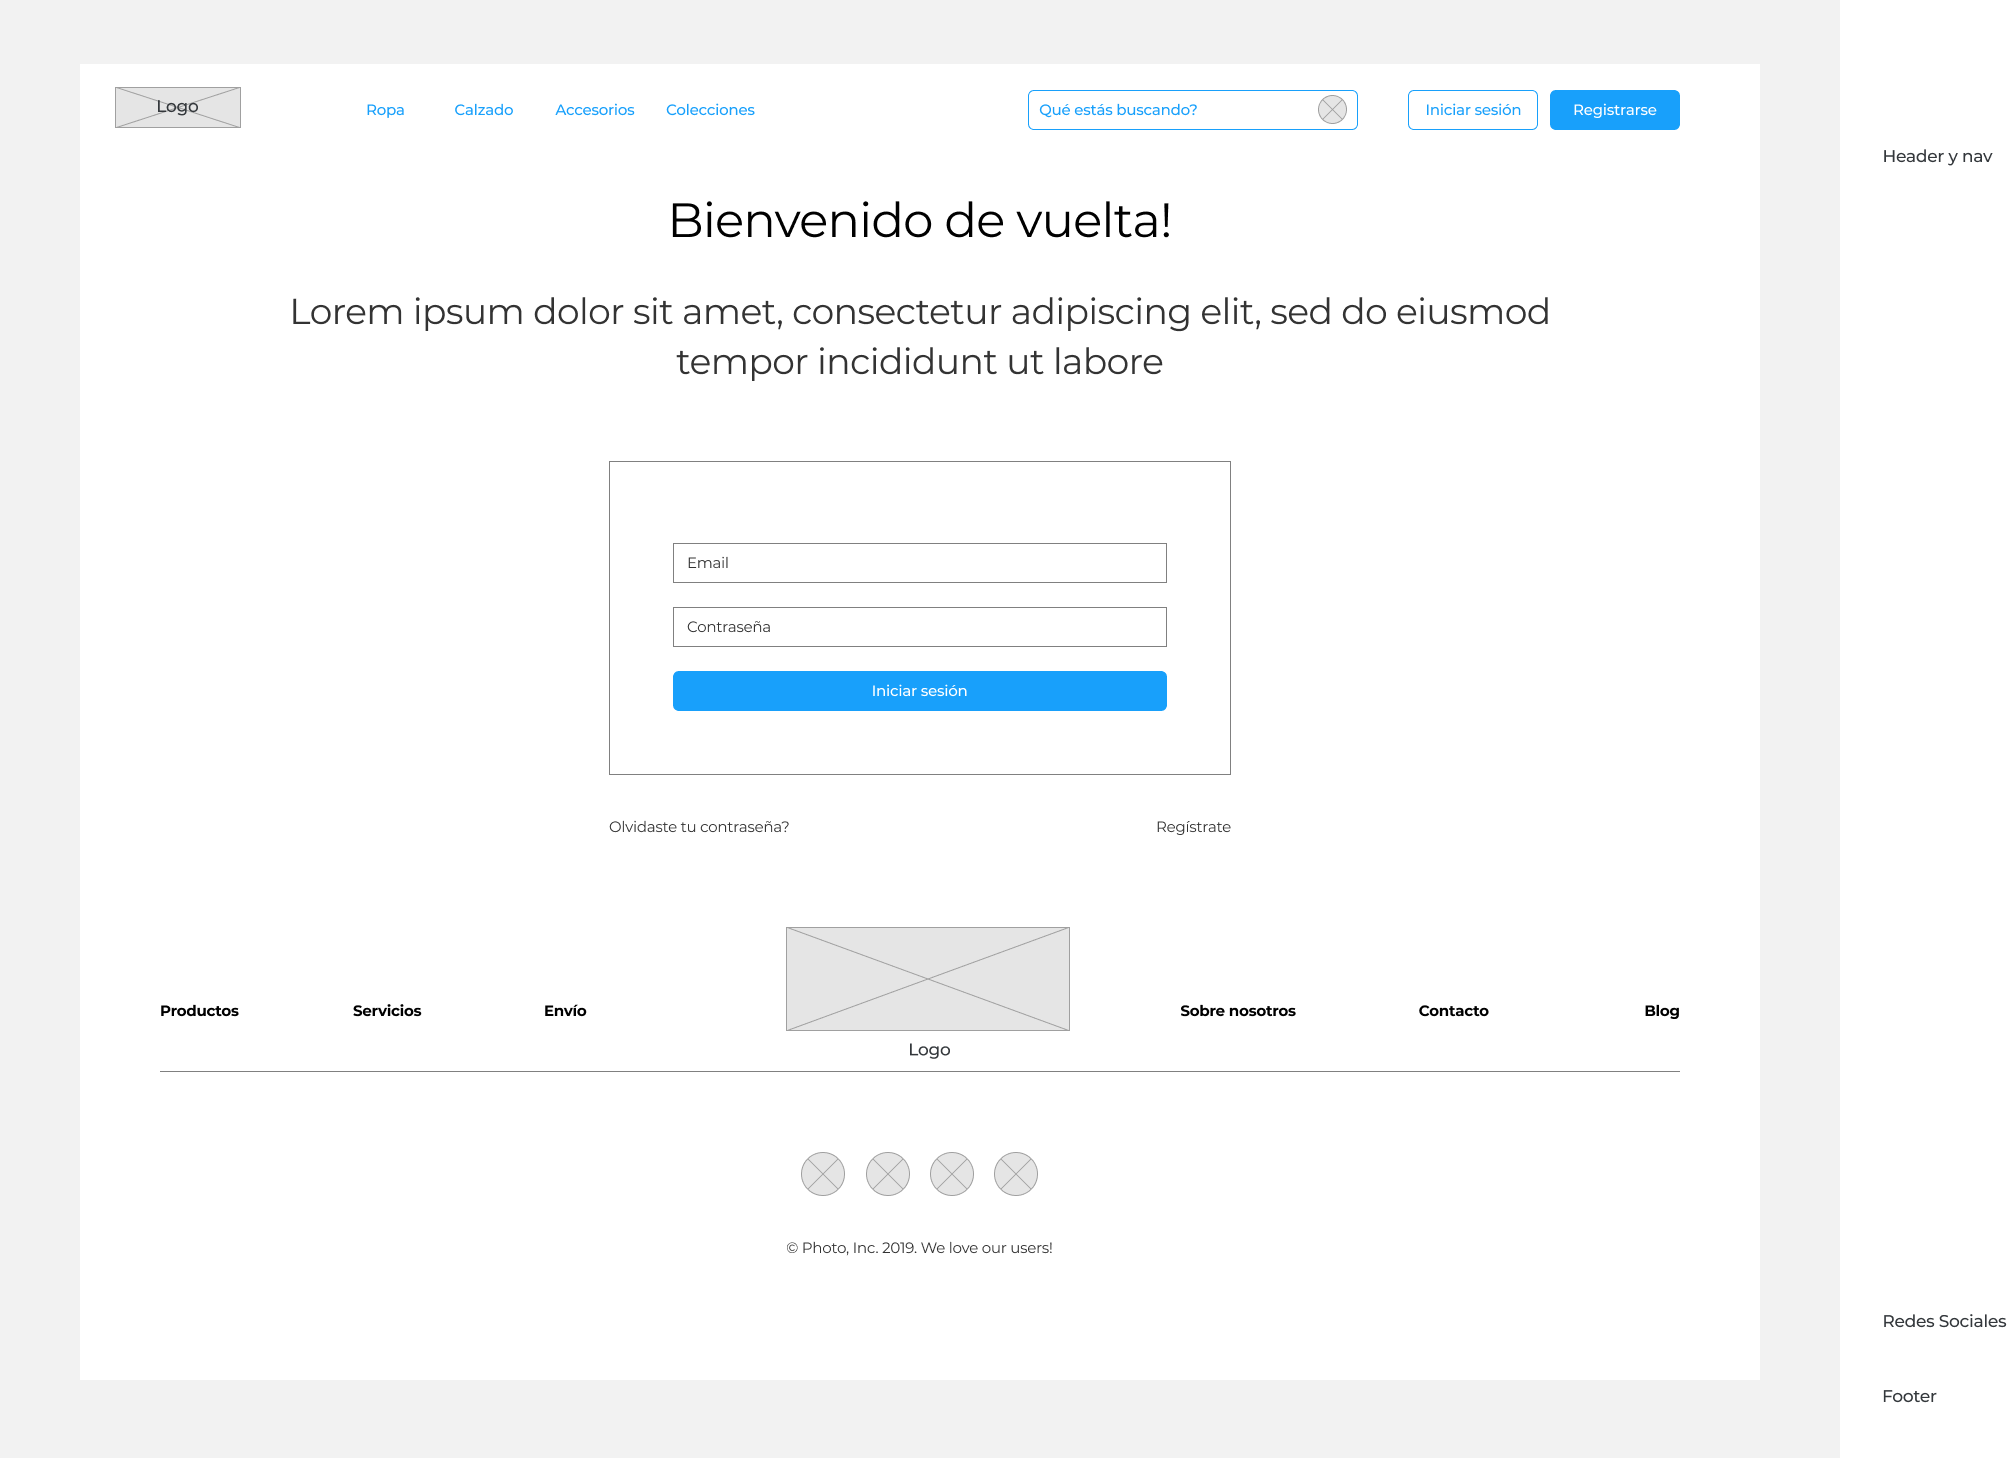 Logo
Ropa
Calzado
Accesorios
Colecciones
Qué estás buscando?
Iniciar sesión
Registrarse
Header y nav
Bienvenido de vuelta!
Lorem ipsum dolor sit amet, consectetur adipiscing elit, sed do eiusmod
tempor incididunt ut labore
Email
Contraseña
Iniciar sesión
Olvidaste tu contraseña?
Regístrate
Productos
Servicios
Envío
Logo
Sobre nosotros
Contacto
Blog
© Photo, Inc. 2019. We love our users!
Redes Sociales
Footer